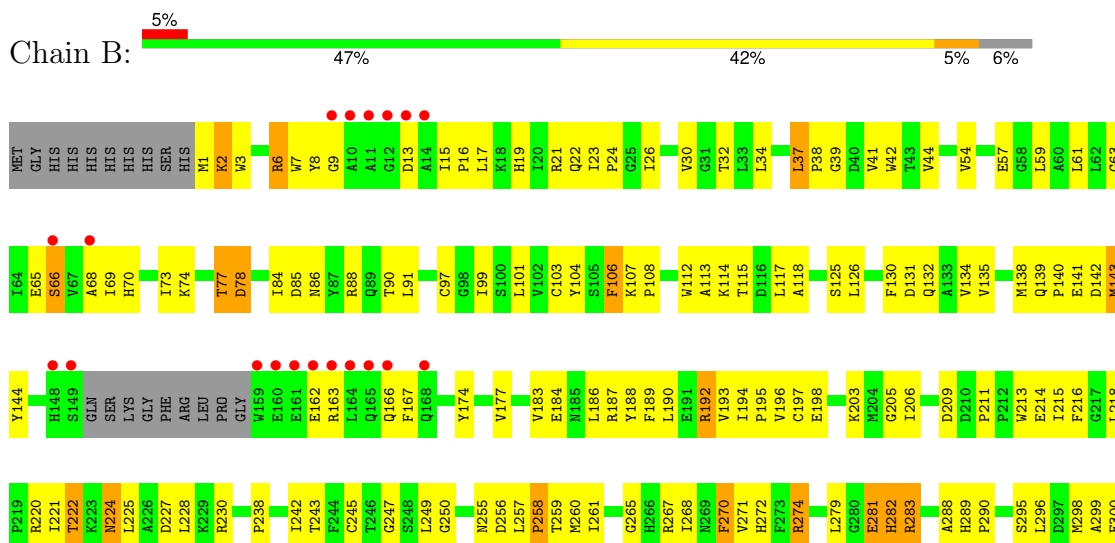 5%
Chain B:
47% 42% 5% 6%
MET GLY HIS HIS HIS HIS HIS HIS SER HIS M1 K2 W3 R6 W7 Y8 G9 A10 A11 G12 D13 A14 I15 P16 L17 K18 H19 I20 R21 Q22 I23 P24 G25 I26 V30 G31 T32 L33 L34 L37 P38 G39 D40 V41 W42 T43 V44 V54 E57 G58 L59 A60 L61 L62 G63
I64 E65 S66 V67 A68 I69 H70 I73 K74 T77 D78 I84 D85 N86 Y87 R88 Q89 T90 L91 C97 G98 I99 S100 L101 V102 C103 Y104 S105 F106 K107 P108 W112 A113 K114 T115 D116 L117 A118 S125 L126 F130 D131 Q132 A133 V134 V135 M138 Q139 P140 E141 D142 M143
Y144 H148 S149 GLN SER LYS GLY PHE ARG LEU PRO GLY W159 E160 E161 E162 R163 L164 Q165 Q166 F167 Q168 Y174 V177 V183 E184 N185 L186 R187 Y188 F189 L190 E191 R192 V193 I194 P195 V196 C197 E198 K203 M204 G205 I206 D209 D210 P211 P212 W213 E214 I215 F216 G217 L218
P219 R220 I221 T222 K223 N224 L225 A226 D227 L228 K229 R230 P238 I242 T243 F244 C245 T246 G247 S248 L249 G250 N255 D256 L257 P258 T259 M260 I261 G265 H266 R267 I268 N269 F270 V271 H272 F273 R274 L279 G280 E281 H282 R283 A288 H289 P290 S295 L296 D297 M298 A299